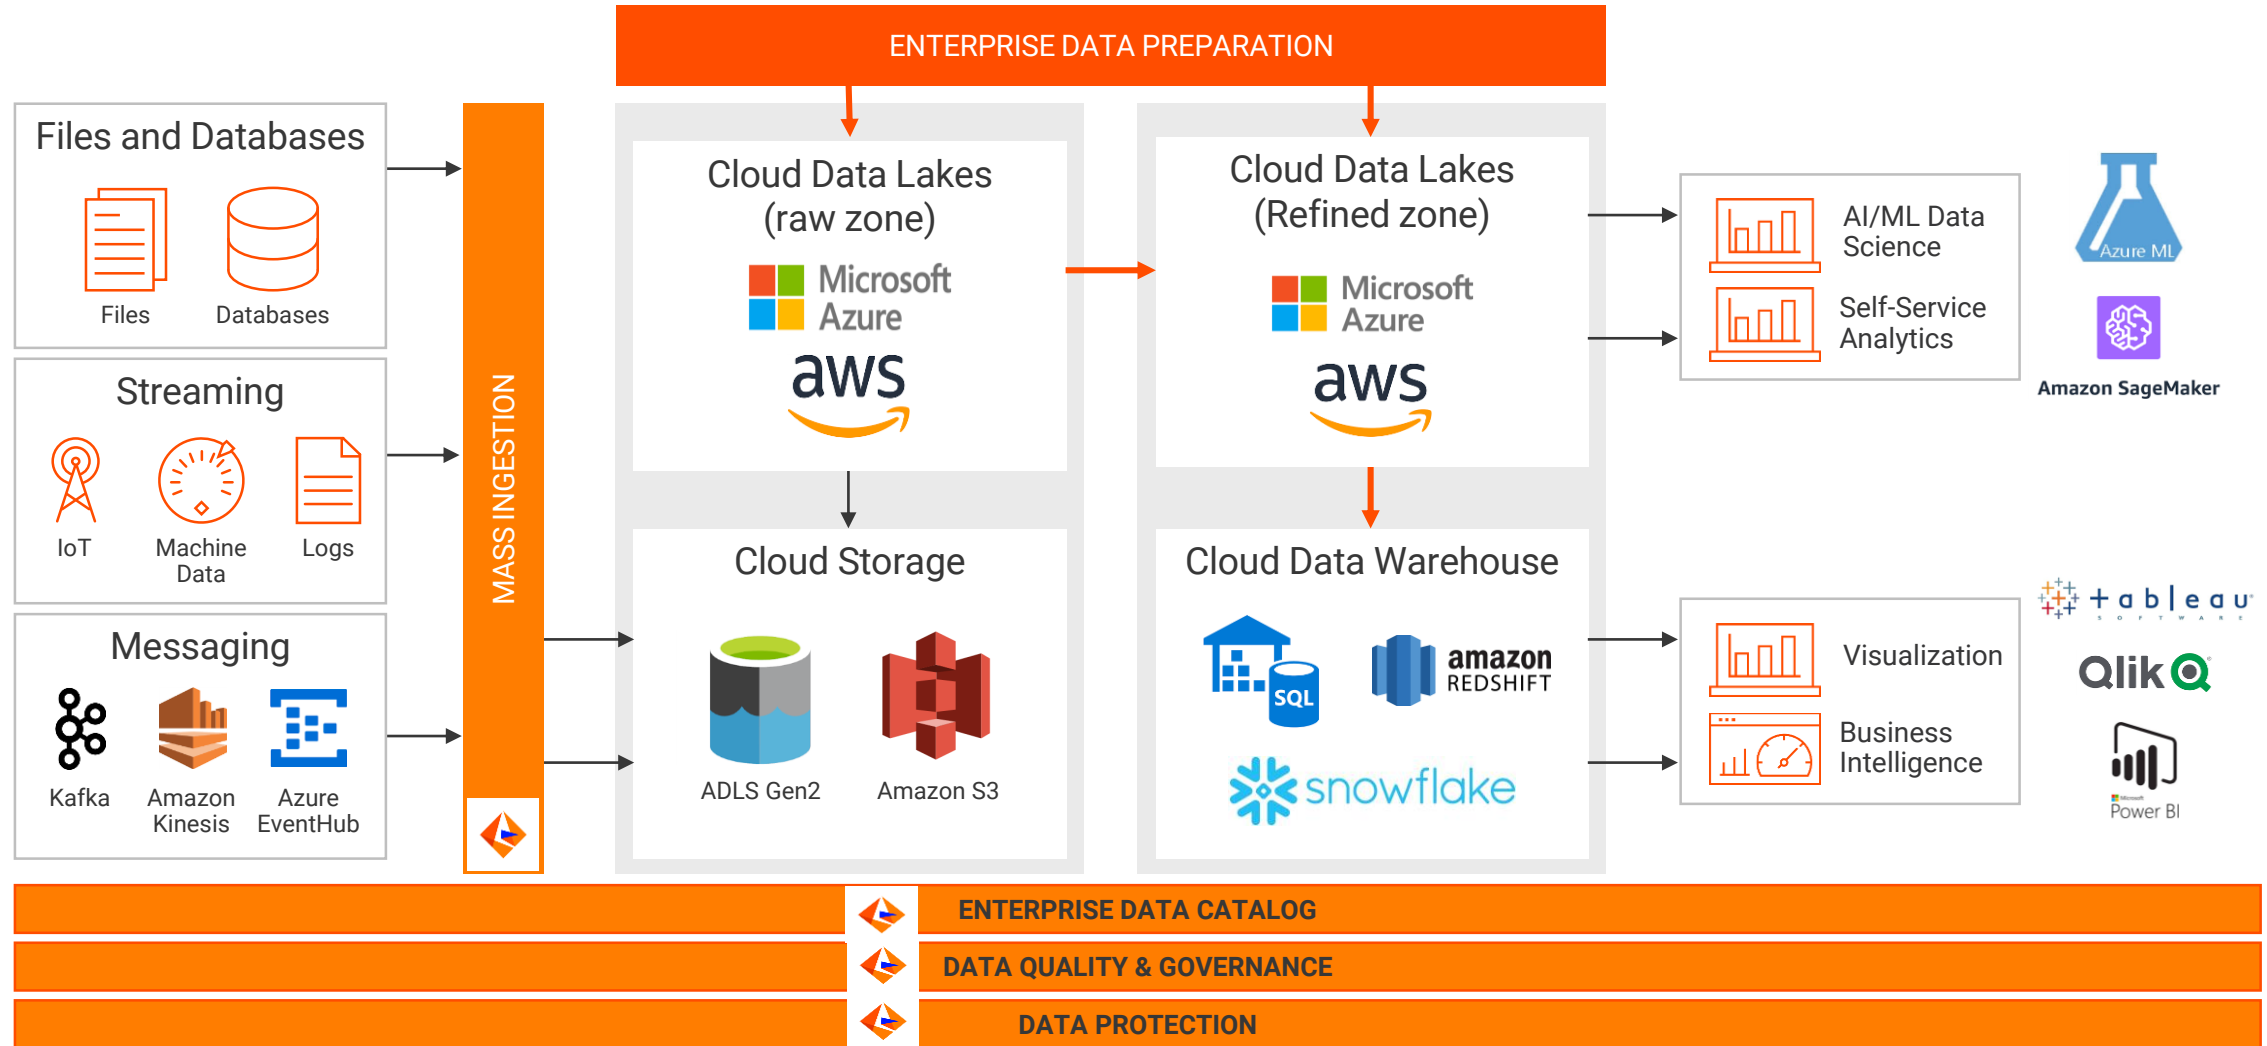 ENTERPRISE DATA PREPARATION
Files and Databases
Files
Databases
Streaming
IoT
Machine
Data
Logs
Messaging
Kafka
Amazon
Kinesis
Azure
EventHub
MASS INGESTION
Cloud Data Lakes
(raw zone)
Microsoft
Azure
aws
Cloud Storage
ADLS Gen2
Amazon S3
Cloud Data Lakes
(Refined zone)
Microsoft
Azure
aws
Cloud Data Warehouse
SQL
amazon
REDSHIFT
snowflake
AI/ML Data
Science
Self-Service
Analytics
Azure ML
Amazon SageMaker
Visualization
Business
Intelligence
tableau
SOFTWARE
Qlik
Microsoft
Power BI
ENTERPRISE DATA CATALOG
DATA QUALITY & GOVERNANCE
DATA PROTECTION